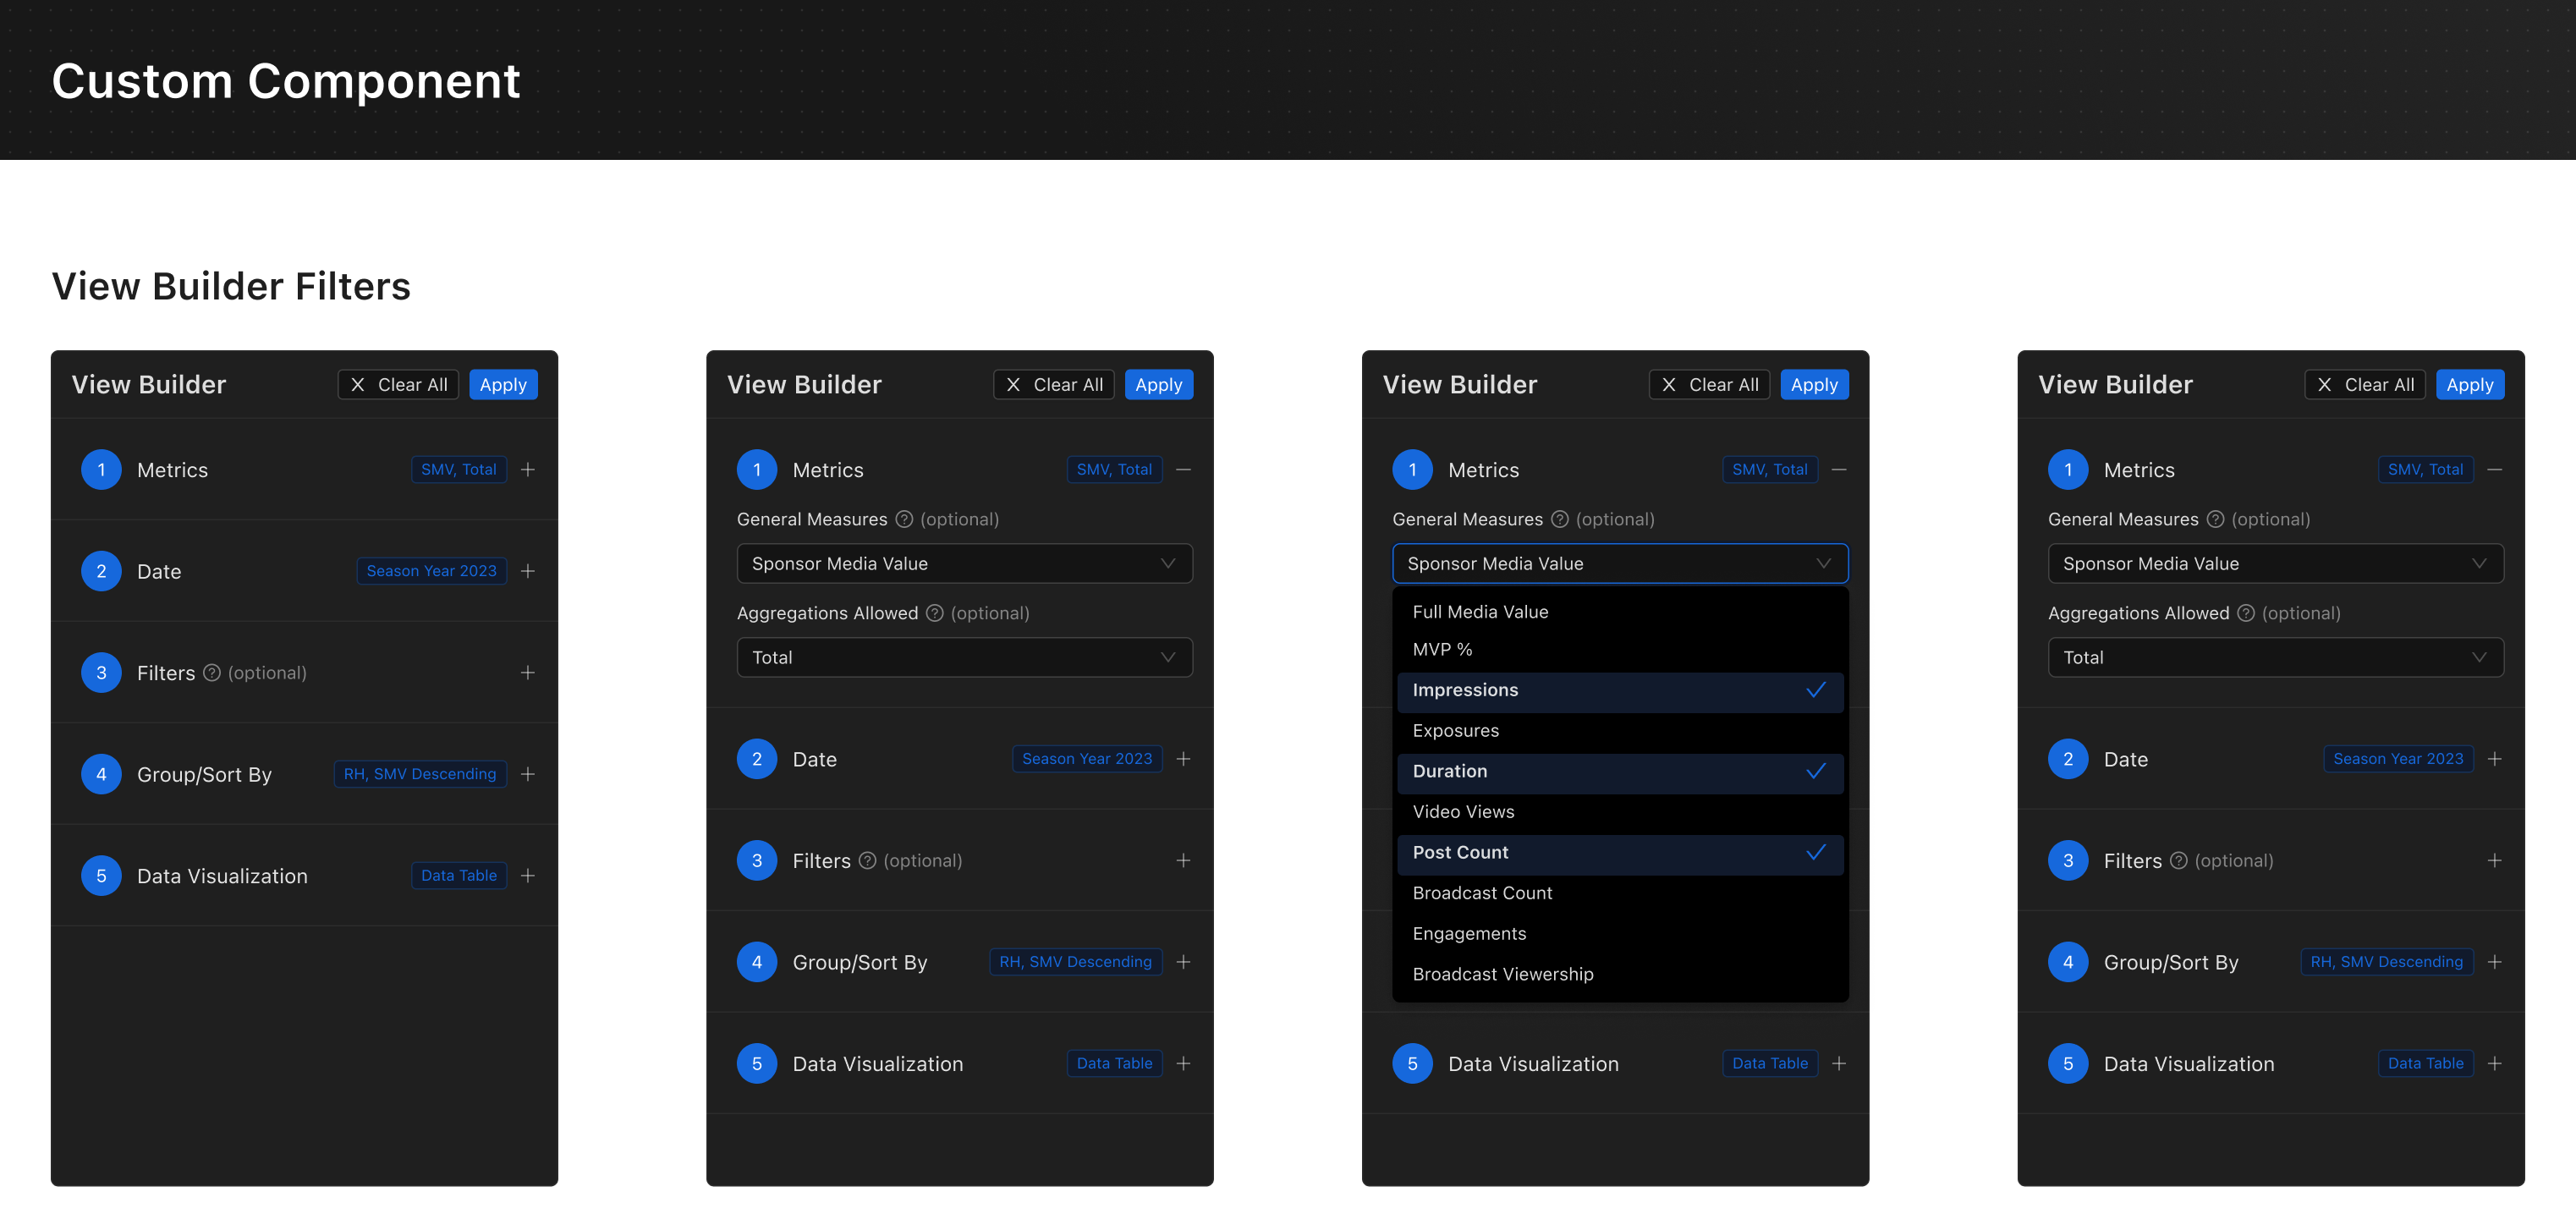 Custom Component
View Builder Filters
View Builder
Clear All
Apply
1 Metrics SMV, Total
2 Date Season Year 2023
3 Filters (optional)
4 Group/Sort By RH, SMV Descending
5 Data Visualization Data Table
View Builder
Clear All
Apply
1 Metrics SMV, Total
General Measures (optional)
Sponsor Media Value
Aggregations Allowed (optional)
Total
2 Date Season Year 2023
3 Filters (optional)
4 Group/Sort By RH, SMV Descending
5 Data Visualization Data Table
View Builder
Clear All
Apply
1 Metrics SMV, Total
General Measures (optional)
Sponsor Media Value
Full Media Value
MVP %
Impressions
Exposures
Duration
Video Views
Post Count
Broadcast Count
Engagements
Broadcast Viewership
5 Data Visualization Data Table
View Builder
Clear All
Apply
1 Metrics SMV, Total
General Measures (optional)
Sponsor Media Value
Aggregations Allowed (optional)
Total
2 Date Season Year 2023
3 Filters (optional)
4 Group/Sort By RH, SMV Descending
5 Data Visualization Data Table